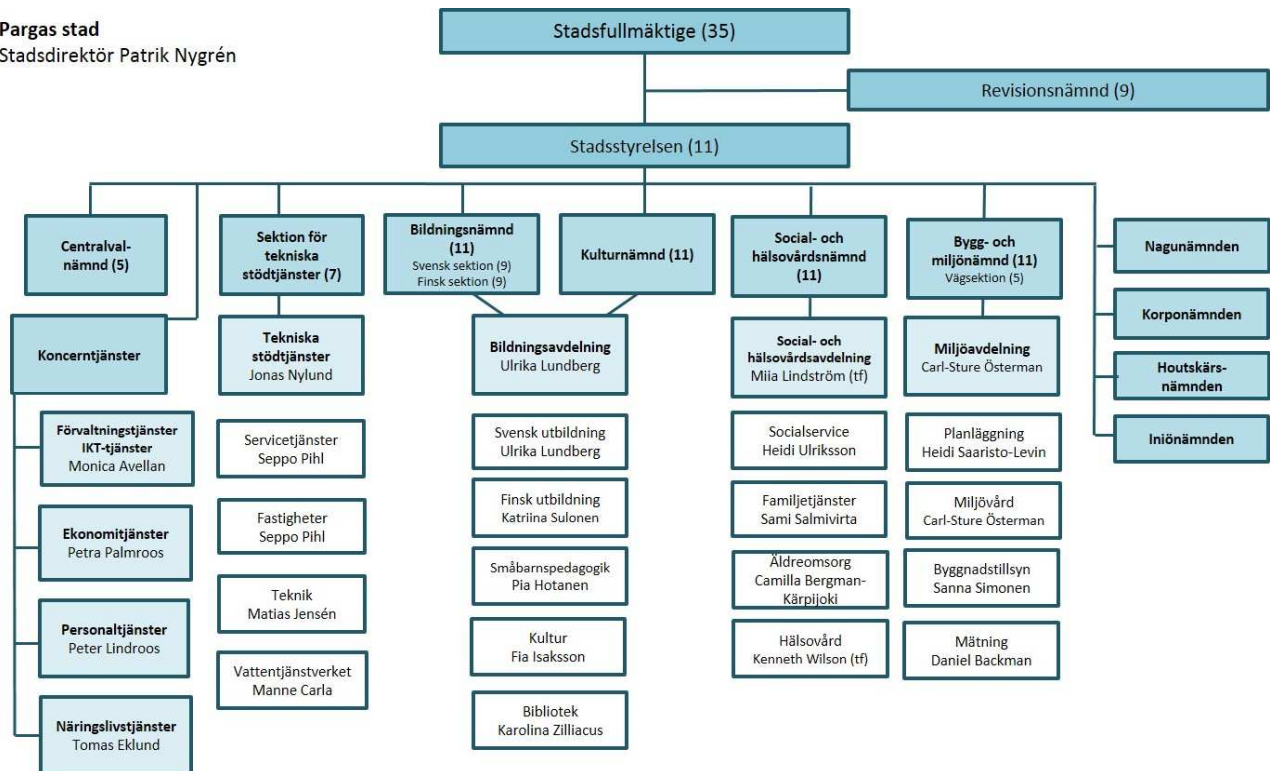 Pargas stad
Stadsdirektör Patrik Nygrén
Stadsfullmäktige (35)
Revisionsnämnd (9)
Stadsstyrelsen (11)
Centralval-
nämnd (5)
Sektion för
tekniska
stödtjänster (7)
Bildningsnämnd
(11)
Svensk sektion (9)
Finsk sektion (9)
Kulturnämnd (11)
Social- och
hälsovårdsnämnd
(11)
Bygg- och
miljönämnd (11)
Vägsektion (5)
Nagunämnden
Korponämnden
Houtskärs-
nämnden
Iniönämnden
Koncerntjänster
Förvaltningstjänster
IKT-tjänster
Monica Avellan
Ekonomitjänster
Petra Palmroos
Personaltjänster
Peter Lindroos
Näringslivstjänster
Tomas Eklund
Tekniska
stödtjänster
Jonas Nylund
Servicetjänster
Seppo Pihl
Fastigheter
Seppo Pihl
Teknik
Matias Jensén
Vattentjänstverket
Manne Carla
Bildningsavdelning
Ulrika Lundberg
Svensk utbildning
Ulrika Lundberg
Finsk utbildning
Katriina Sulonen
Småbarnspedagogik
Pia Hotanen
Kultur
Fia Isaksson
Bibliotek
Karolina Zilliacus
Social- och
hälsovårdsavdelning
Miia Lindström (tf)
Socialservice
Heidi Ulriksson
Familjetjänster
Sami Salmivirta
Äldreomsorg
Camilla Bergman-
Kärpijoki
Hälsovård
Kenneth Wilson (tf)
Miljöavdelning
Carl-Sture Österman
Planläggning
Heidi Saaristo-Levin
Miljövård
Carl-Sture Österman
Byggnadstillsyn
Sanna Simonen
Mätning
Daniel Backman